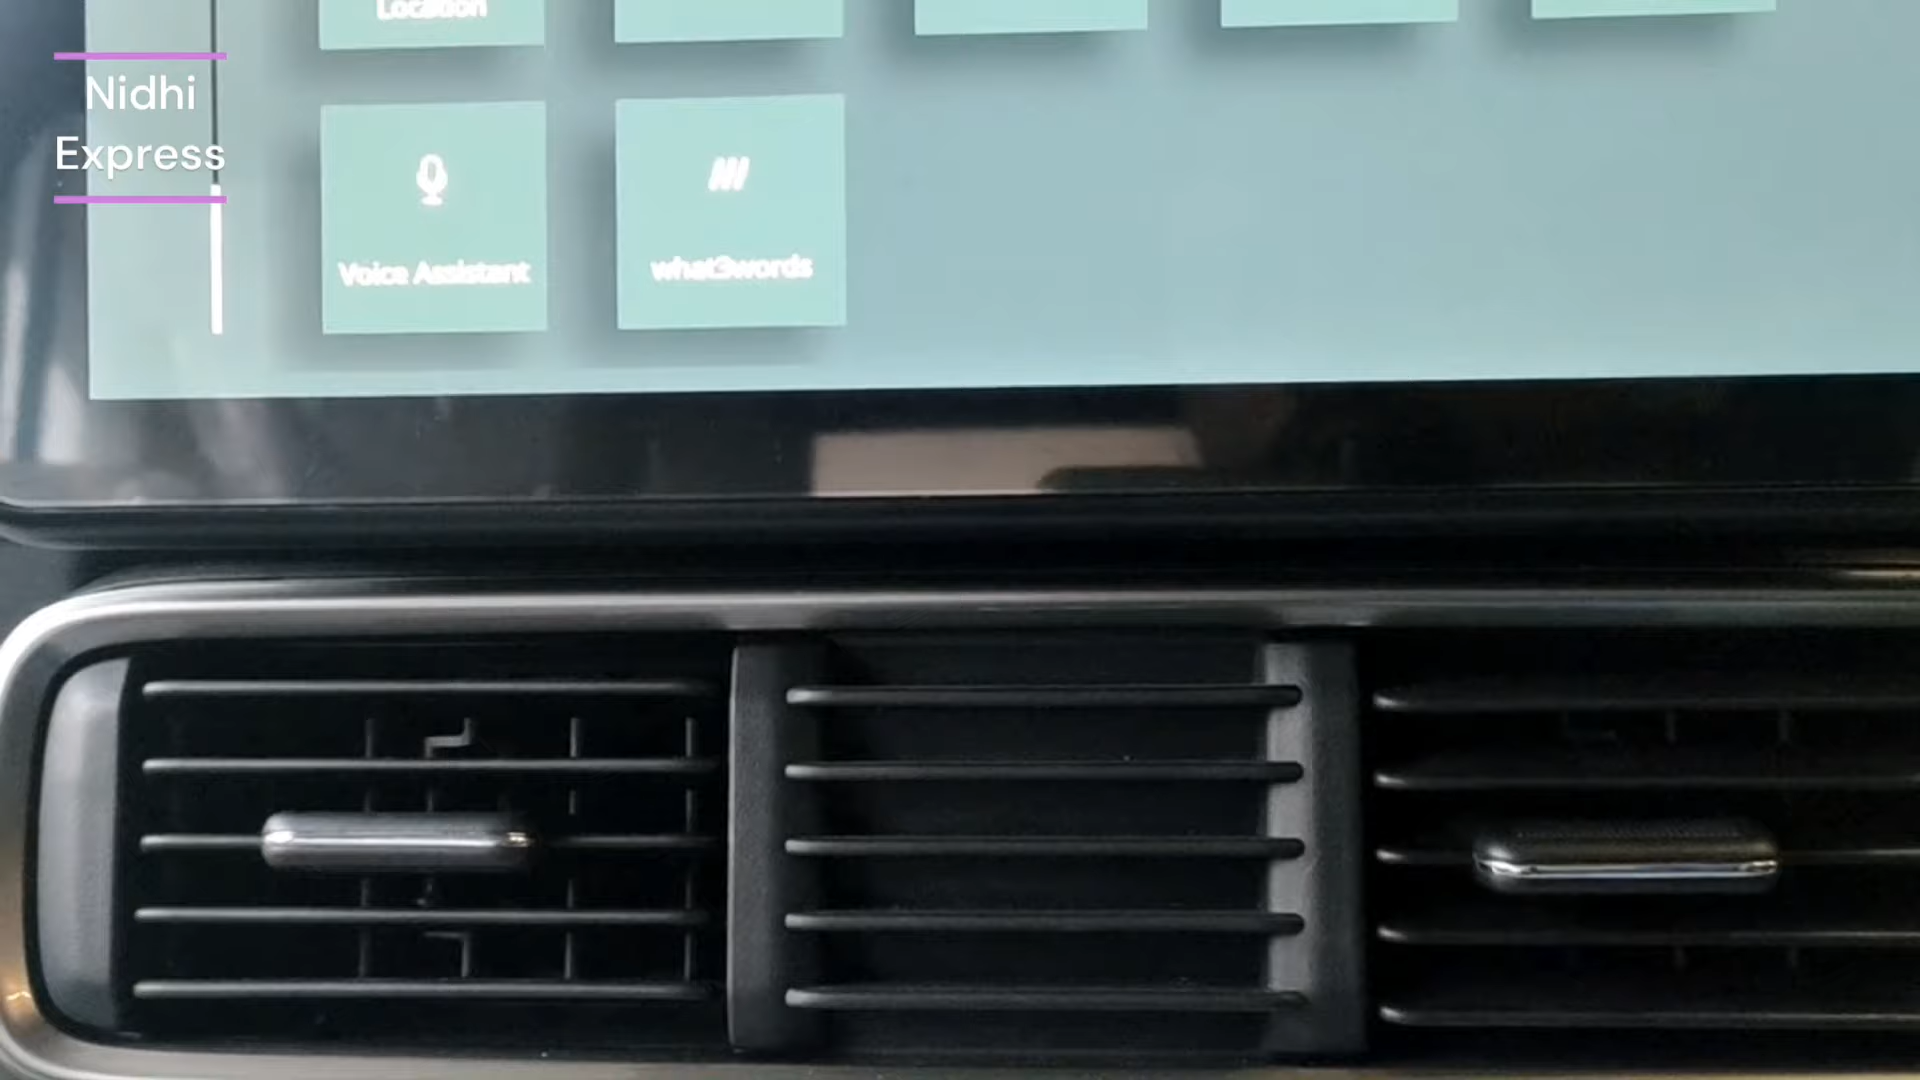 Location
Nidhi
Express
Voice Assistant
what3words